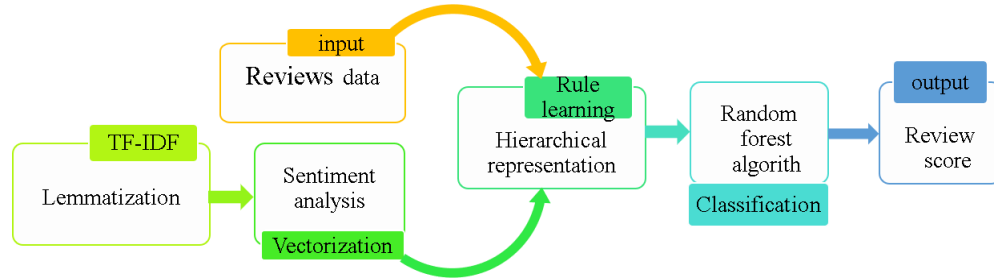 input
Reviews data
TF-IDF
Lemmatization
Sentiment
analysis
Vectorization
Rule
learning
Hierarchical
representation
Random
forest
algorith
Classification
output
Review
score